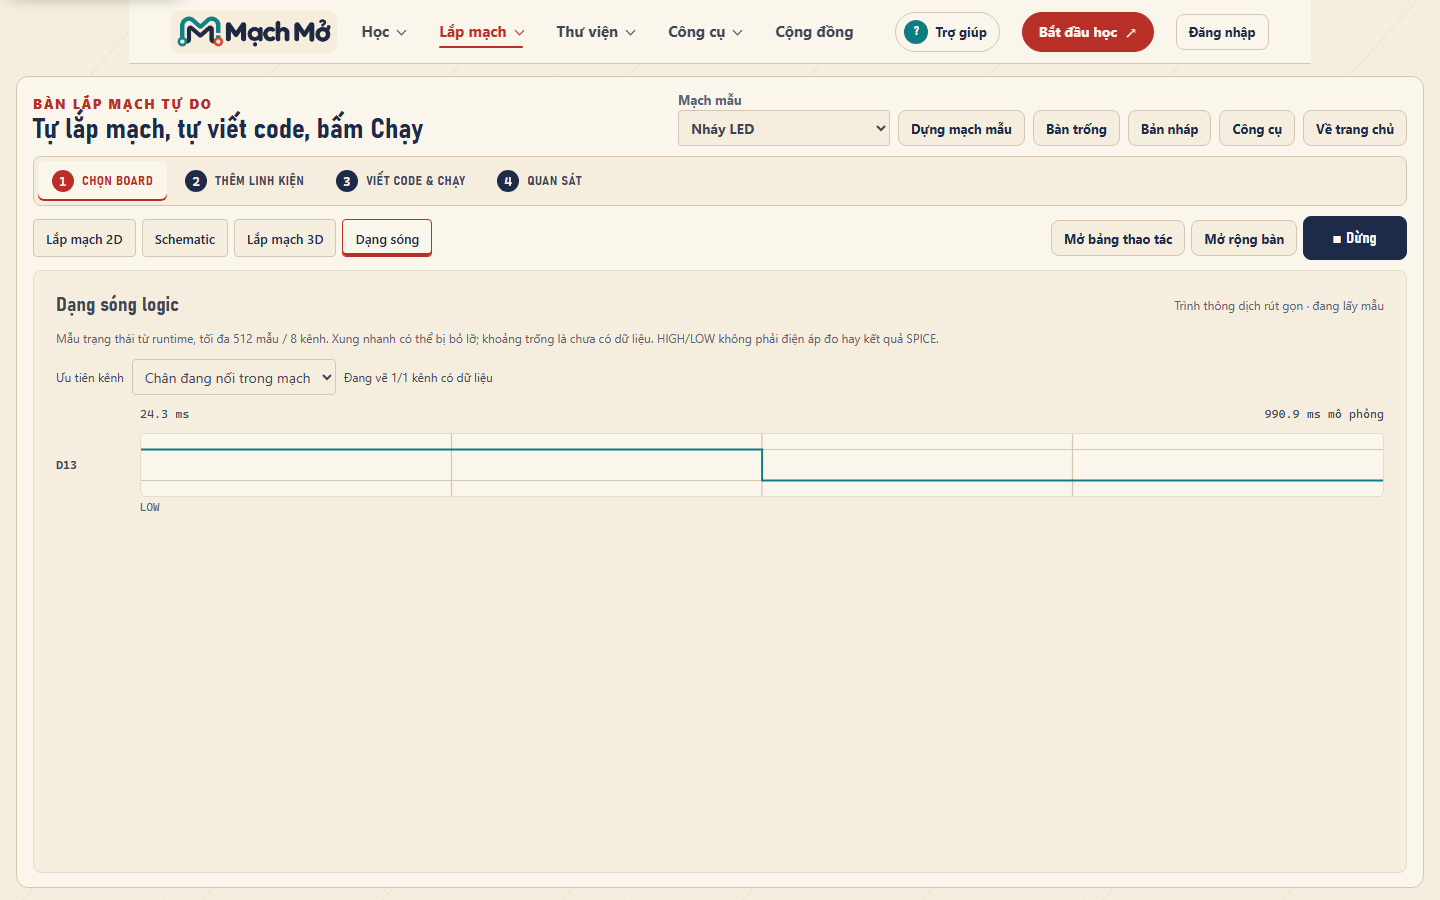 Mạch Mở
Học
Lắp mạch
Thư viện
Công cụ
Cộng đồng
? Trợ giúp
Bắt đầu học ↗
Đăng nhập
BÀN LẮP MẠCH TỰ DO
Tự lắp mạch, tự viết code, bấm Chạy
Mạch mẫu
Nháy LED
Dựng mạch mẫu
Bàn trống
Bản nháp
Công cụ
Về trang chủ
1 CHỌN BOARD
2 THÊM LINH KIỆN
3 VIẾT CODE & CHẠY
4 QUAN SÁT
Lắp mạch 2D
Schematic
Lắp mạch 3D
Dạng sóng
Mở bảng thao tác
Mở rộng bàn
■ Dừng
Dạng sóng logic
Trình thông dịch rút gọn · đang lấy mẫu
Mẫu trạng thái từ runtime, tối đa 512 mẫu / 8 kênh. Xung nhanh có thể bị bỏ lỡ; khoảng trống là chưa có dữ liệu. HIGH/LOW không phải điện áp đo hay kết quả SPICE.
Ưu tiên kênh
Chân đang nối trong mạch
Đang vẽ 1/1 kênh có dữ liệu
24.3 ms
990.9 ms mô phỏng
D13
LOW